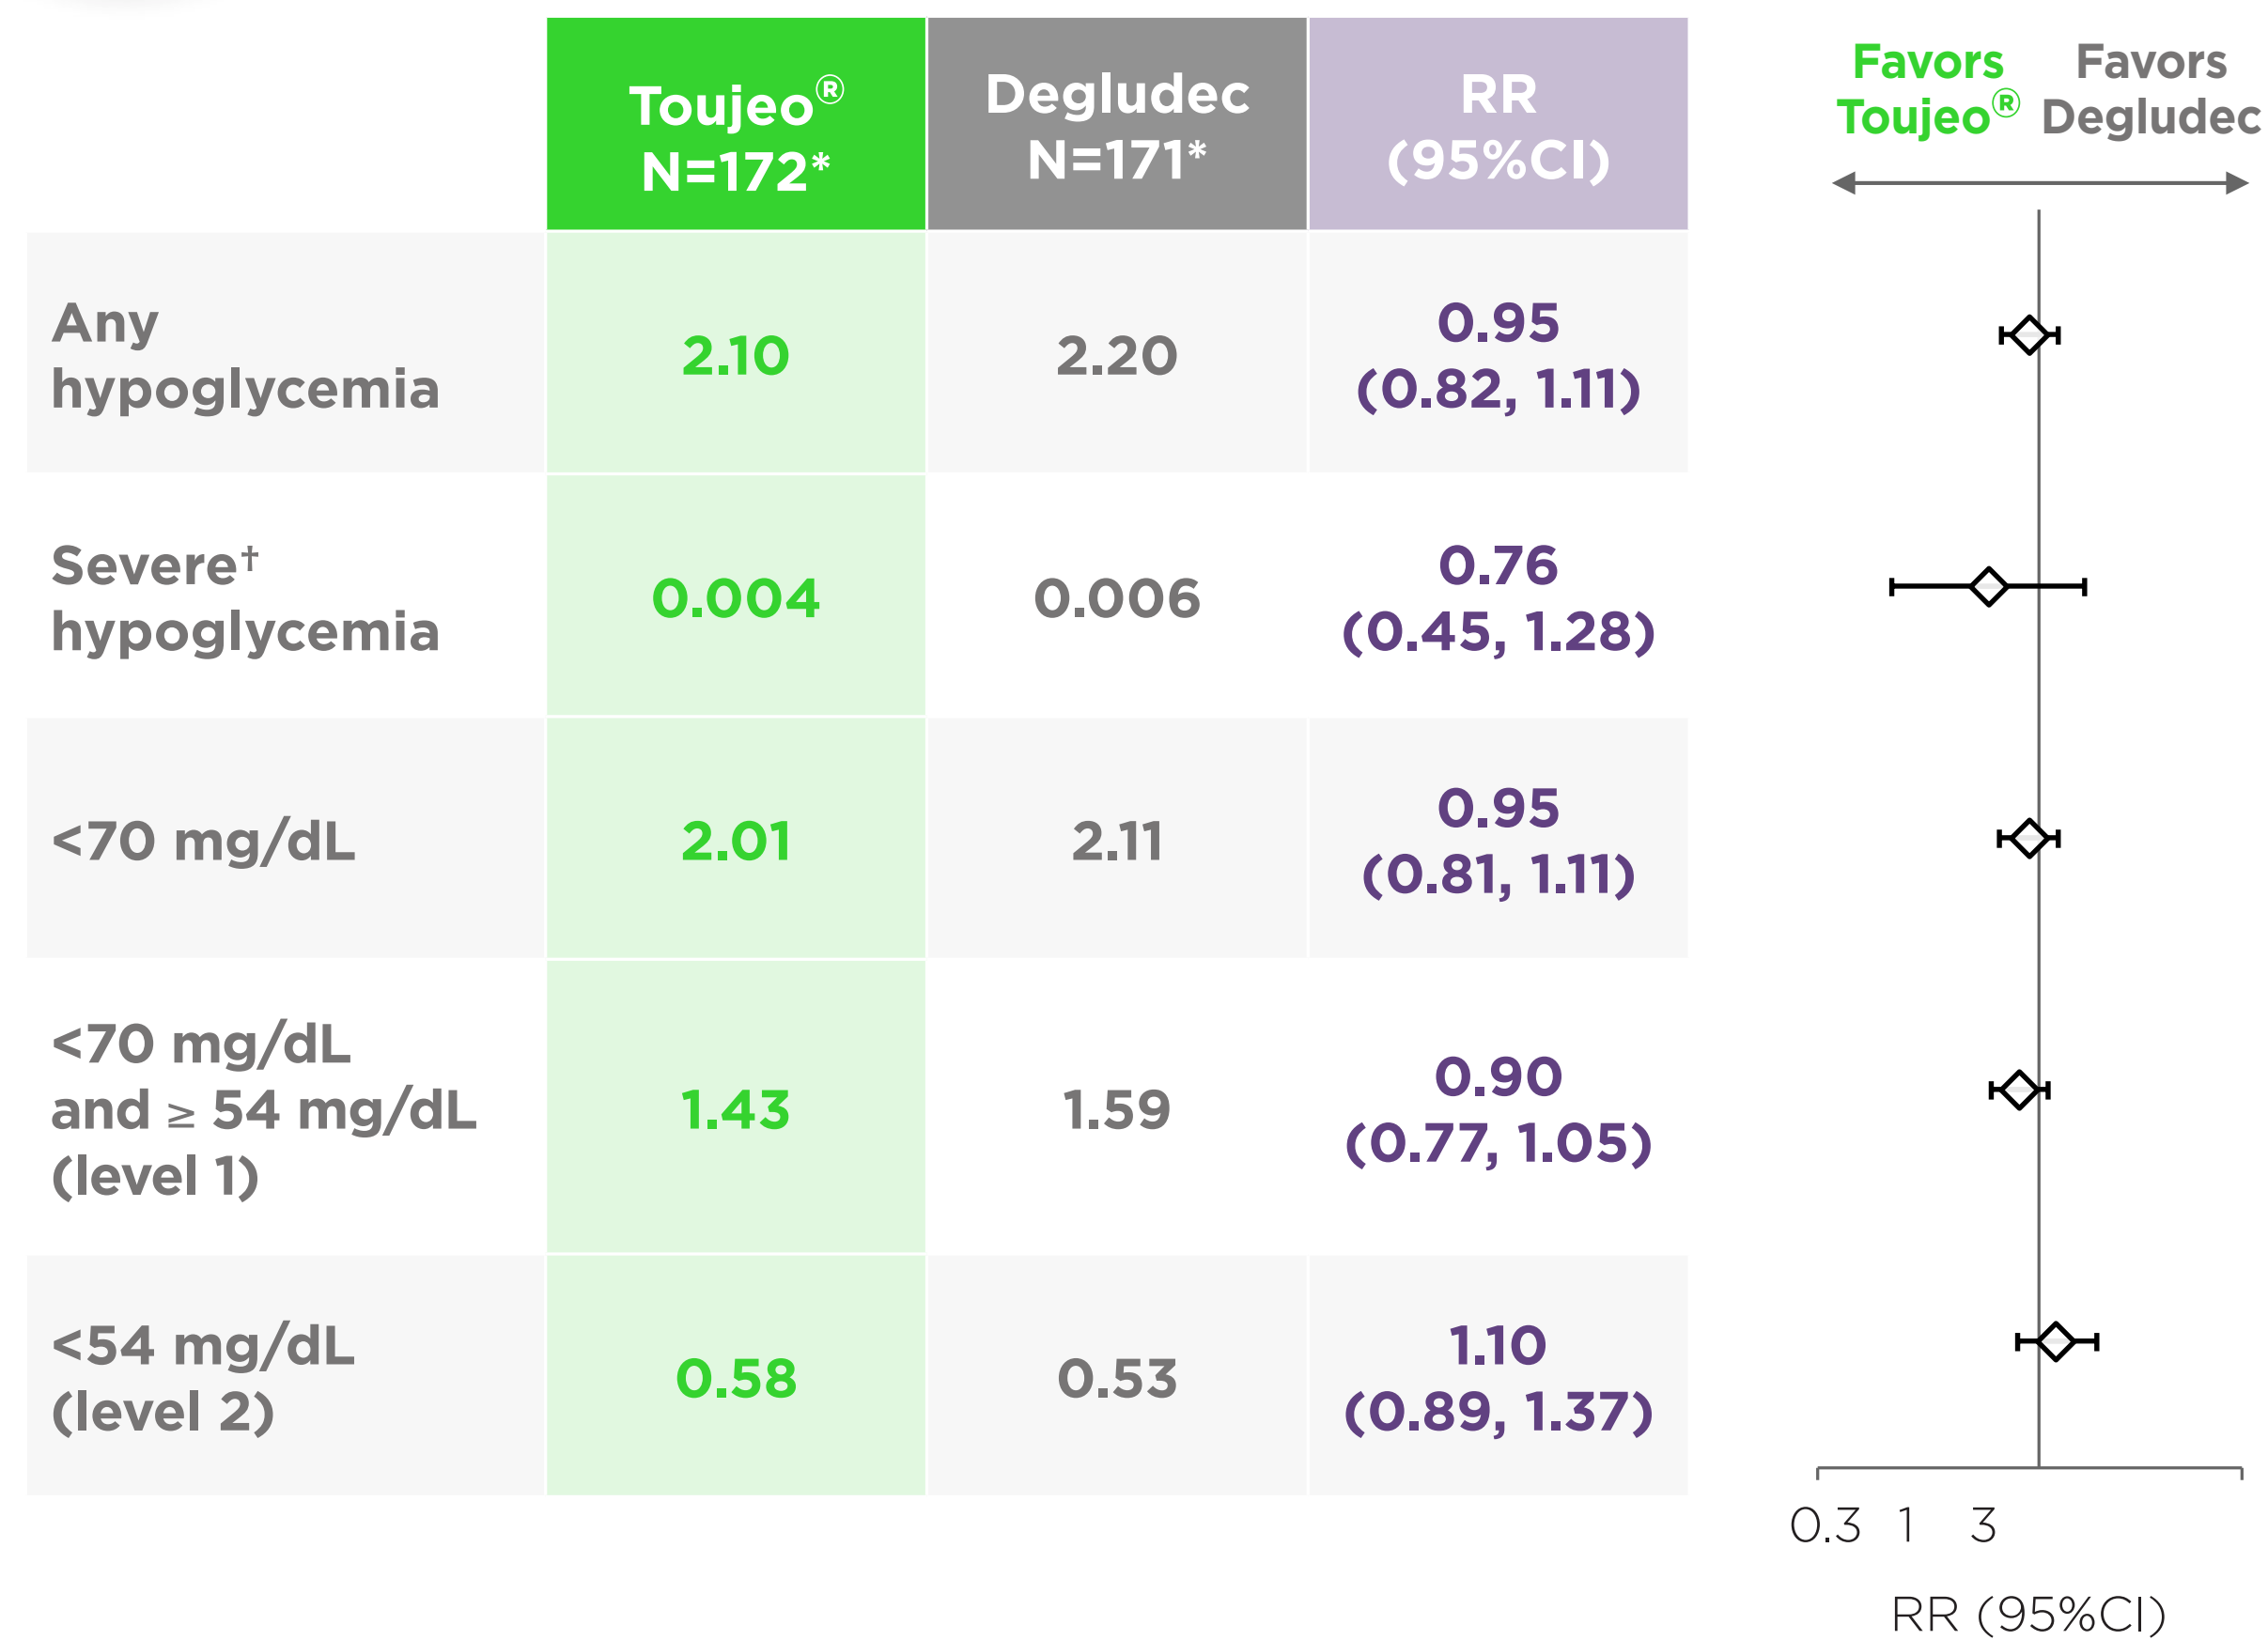 Toujeo®
N=172*
Degludec
N=171*
RR
(95%CI)
Favors
Toujeo®
Favors
Degludec
Any
hypoglycemia
2.10
2.20
0.95
(0.82, 1.11)
Severe†
hypoglycemia
0.004
0.006
0.76
(0.45, 1.28)
<70 mg/dL
2.01
2.11
0.95
(0.81, 1.11)
<70 mg/dL
and ≥ 54 mg/dL
(level 1)
1.43
1.59
0.90
(0.77, 1.05)
<54 mg/dL
(level 2)
0.58
0.53
1.10
(0.89, 1.37)
0.3 1 3
RR (95%CI)